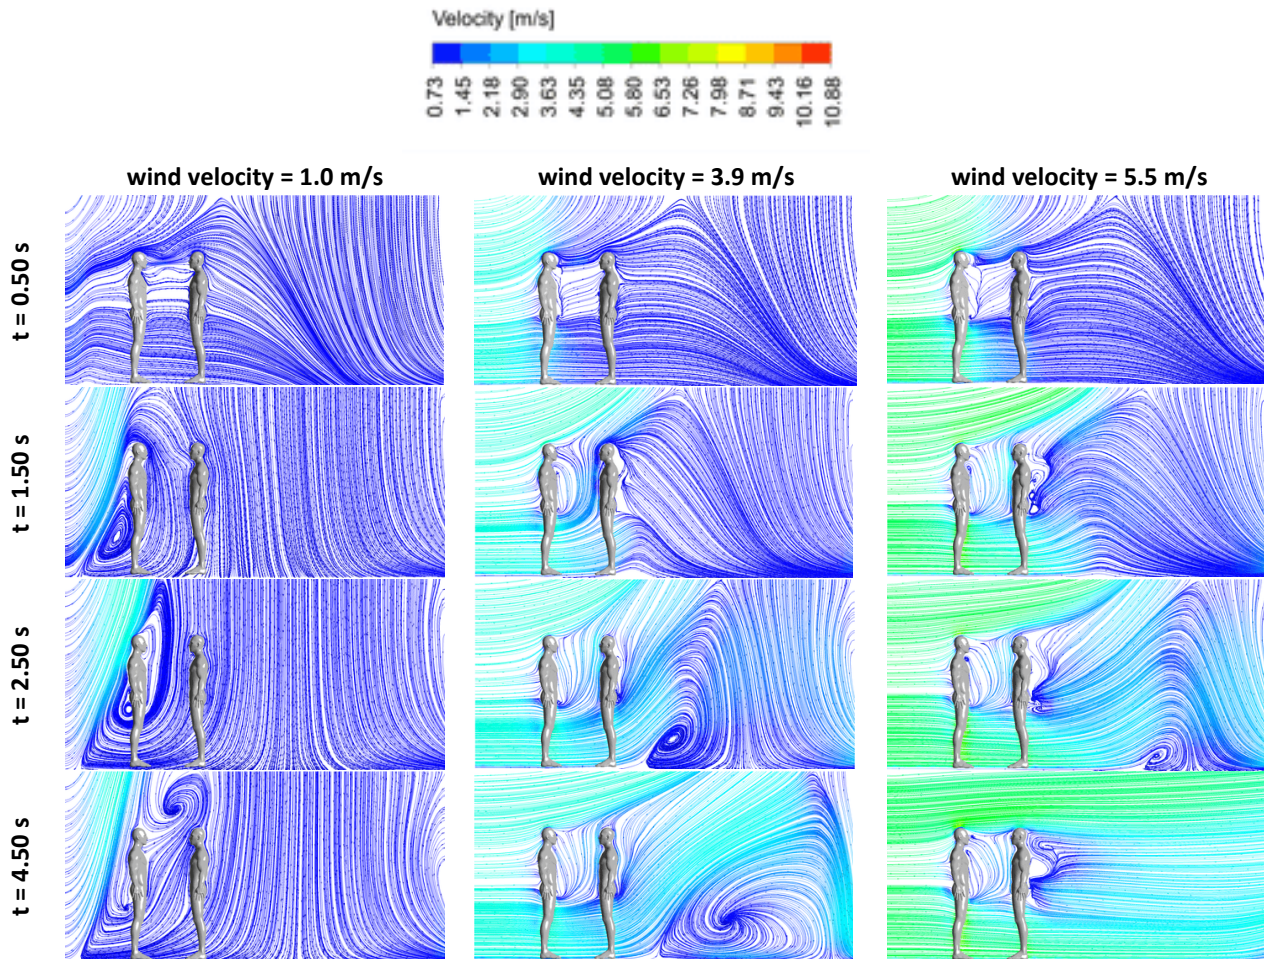 Velocity [m/s]
0.73 1.45 2.18 2.90 3.63 4.35 5.08 5.80 6.53 7.26 7.98 8.71 9.43 10.16 10.88
wind velocity = 1.0 m/s
wind velocity = 3.9 m/s
wind velocity = 5.5 m/s
t = 0.50 s
t = 1.50 s
t = 2.50 s
t = 4.50 s